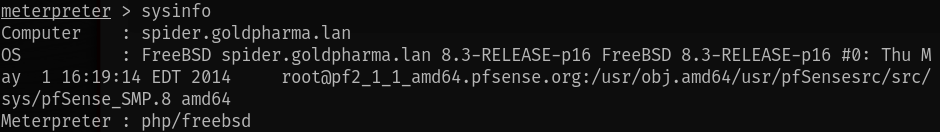 meterpreter > sysinfo
Computer    : spider.goldpharma.lan
OS          : FreeBSD spider.goldpharma.lan 8.3-RELEASE-p16 FreeBSD 8.3-RELEASE-p16 #0: Thu M
ay  1 16:19:14 EDT 2014     root@pf2_1_1_amd64.pfsense.org:/usr/obj.amd64/usr/pfSensesrc/src/
sys/pfSense_SMP.8 amd64
Meterpreter : php/freebsd